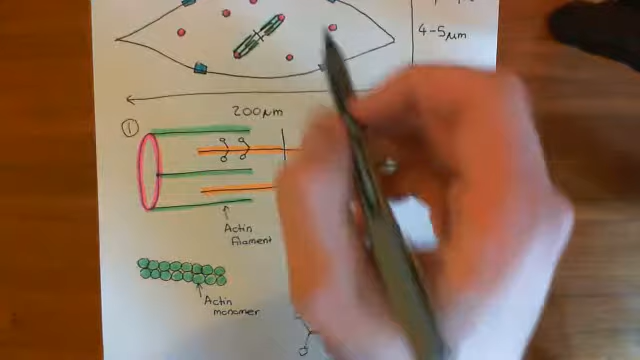 4-5μm
200μm
1
Actin
Filament
Actin
monomer